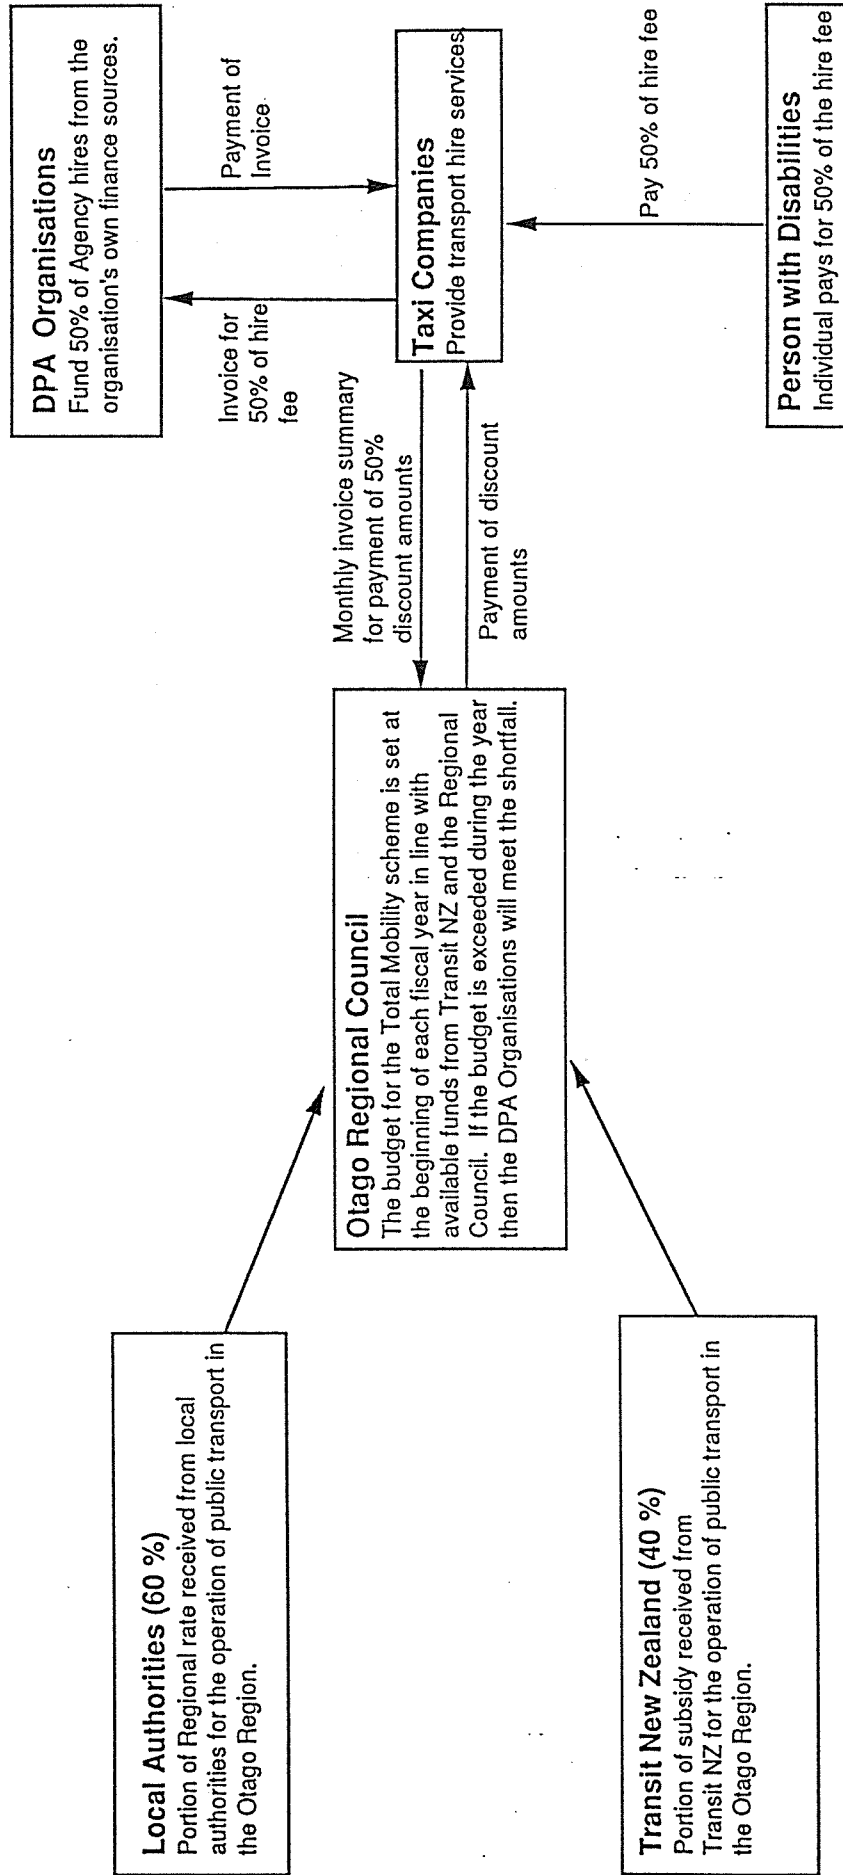 Local Authorities (60 %)
Portion of Regional rate received from local
authorities for the operation of public transport in
the Otago Region.
Transit New Zealand (40 %)
Portion of subsidy received from
Transit NZ for the operation of public transport in
the Otago Region.
Otago Regional Council
The budget for the Total Mobility scheme is set at
the beginning of each fiscal year in line with
available funds from Transit NZ and the Regional
Council. If the budget is exceeded during the year
then the DPA Organisations will meet the shortfall.
Monthly invoice summary
for payment of 50%
discount amounts
Payment of discount
amounts
DPA Organisations
Fund 50% of Agency hires from the
organisation's own finance sources.
Invoice for
50% of hire
fee
Payment of
Invoice
Taxi Companies
Provide transport hire services.
Pay 50% of hire fee
Person with Disabilities
Individual pays for 50% of the hire fee